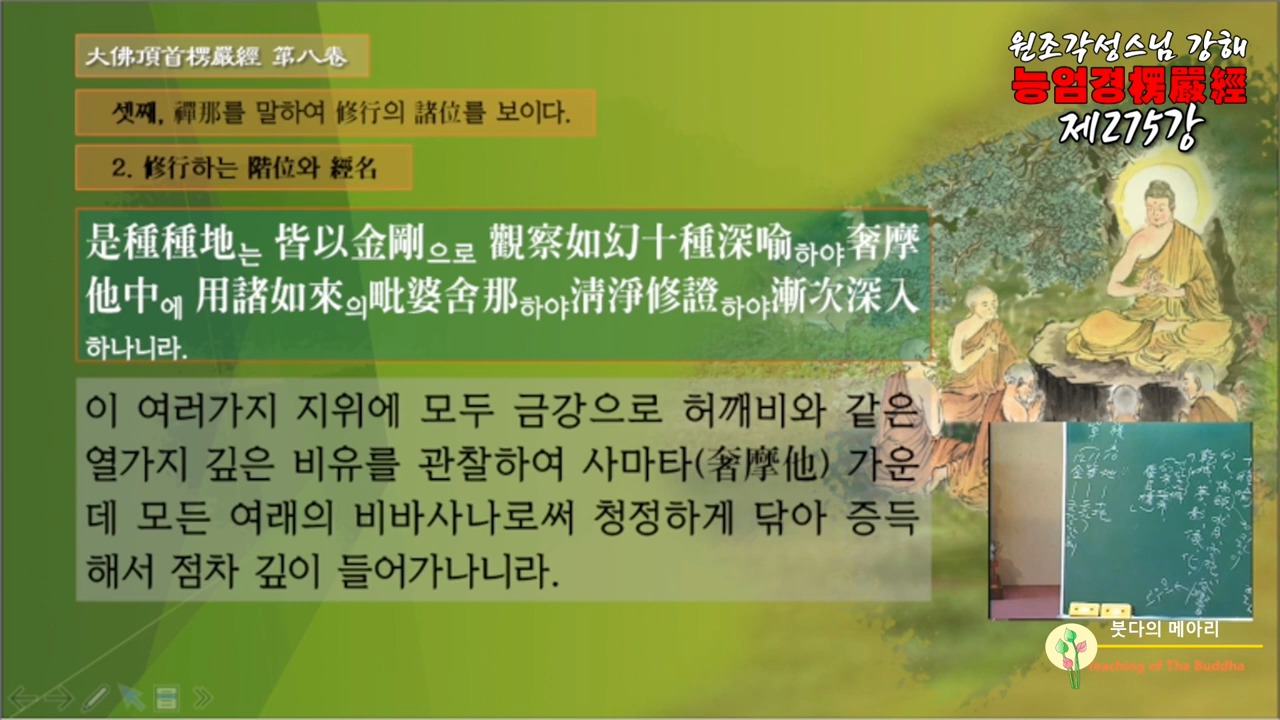 大佛頂首楞嚴經 第八卷
셋째, 禪那를 말하여 修行의 諸位를 보이다.
2. 修行하는 階位와 經名
是種種地는 皆以金剛으로 觀察如幻十種深喩하야奢摩
他中에 用諸如來의毗婆舍那하야淸淨修證하야漸次深入
하나니라.
이 여러가지 지위에 모두 금강으로 허깨비와 같은
열가지 깊은 비유를 관찰하여 사마타(奢摩他) 가운
데 모든 여래의 비바사나로써 청정하게 닦아 증득
해서 점차 깊이 들어가나니라.
원조각성스님 강해
능엄경楞嚴經
제275강
붓다의 메아리
Teaching of The Buddha